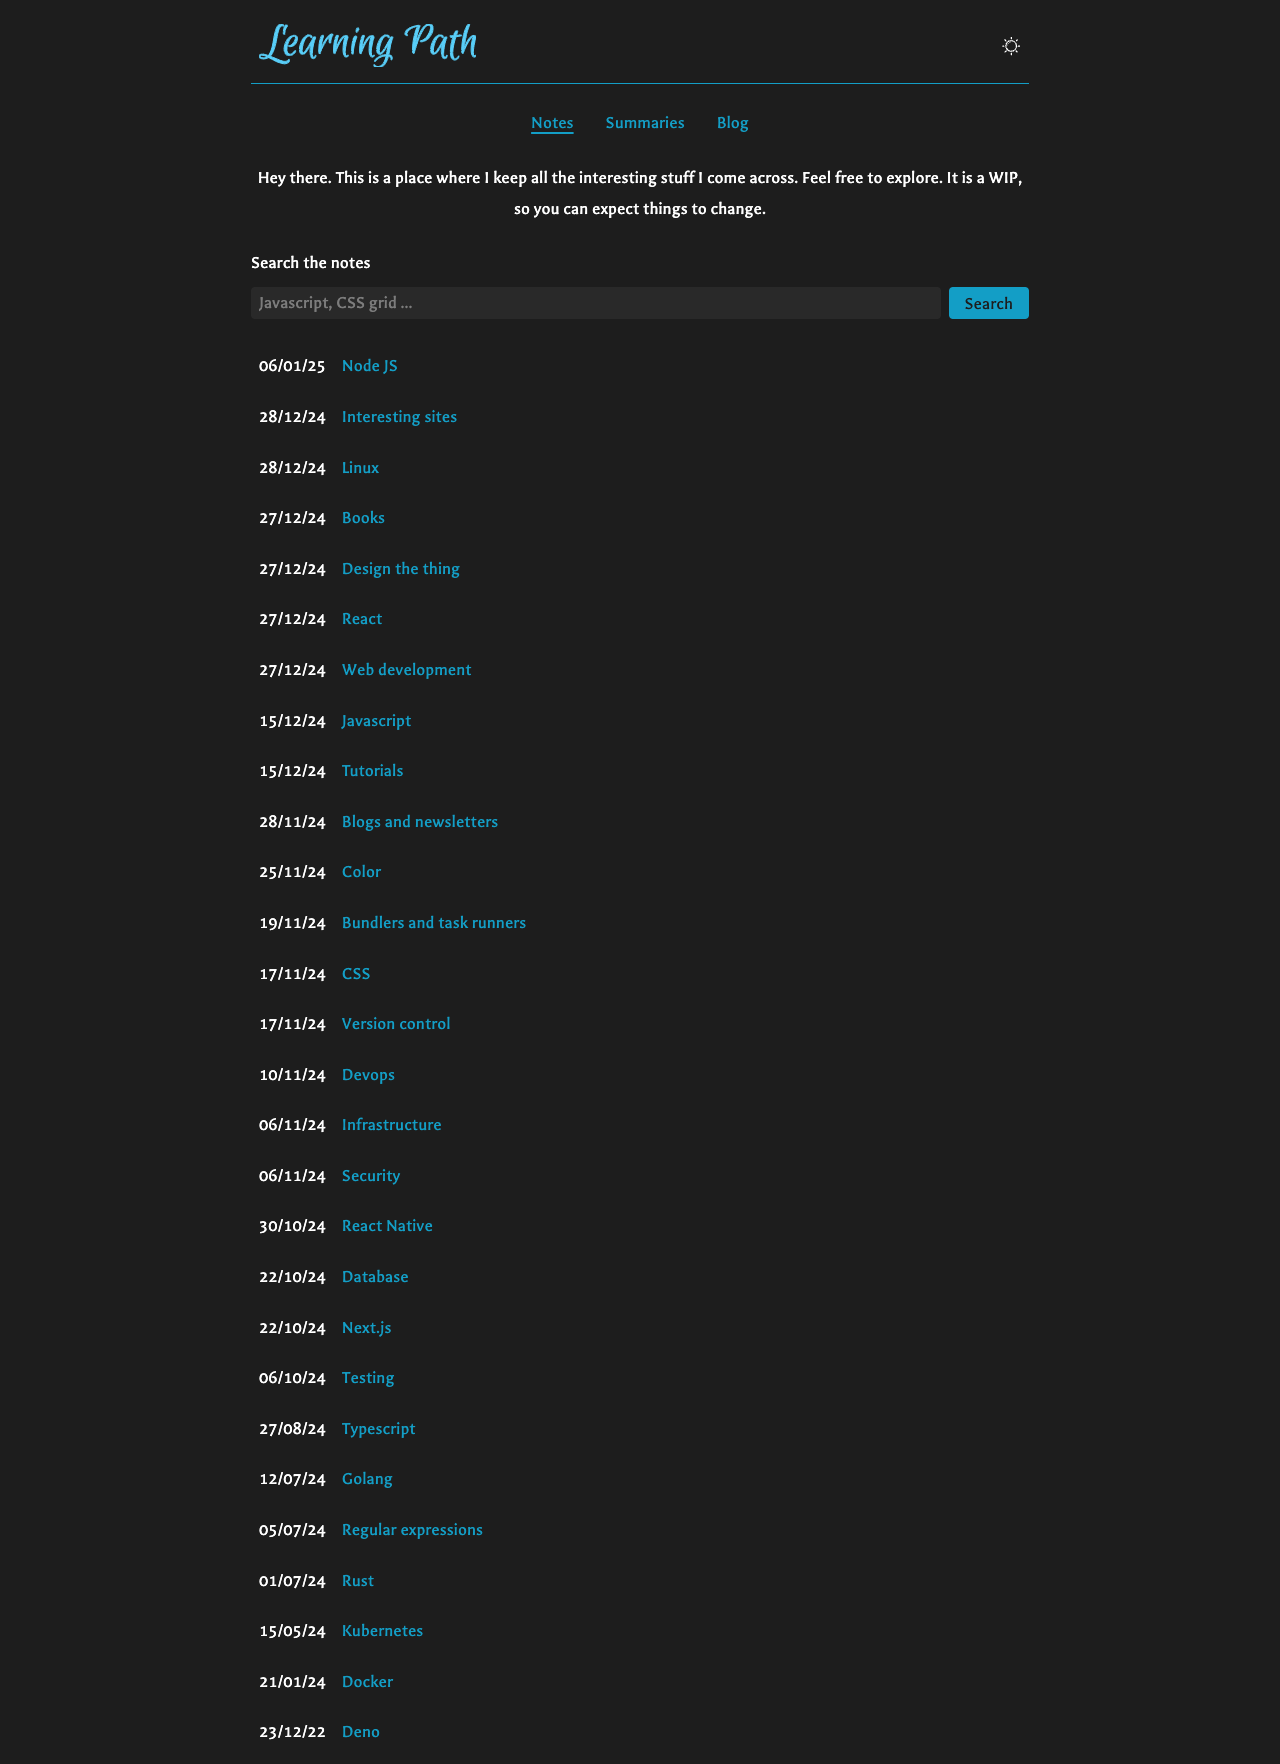 Learning Path
Notes Summaries Blog
Hey there. This is a place where I keep all the interesting stuff I come across. Feel free to explore. It is a WIP,
so you can expect things to change.
Search the notes
Javascript, CSS grid ... Search
06/01/25 Node JS
28/12/24 Interesting sites
28/12/24 Linux
27/12/24 Books
27/12/24 Design the thing
27/12/24 React
27/12/24 Web development
15/12/24 Javascript
15/12/24 Tutorials
28/11/24 Blogs and newsletters
25/11/24 Color
19/11/24 Bundlers and task runners
17/11/24 CSS
17/11/24 Version control
10/11/24 Devops
06/11/24 Infrastructure
06/11/24 Security
30/10/24 React Native
22/10/24 Database
22/10/24 Next.js
06/10/24 Testing
27/08/24 Typescript
12/07/24 Golang
05/07/24 Regular expressions
01/07/24 Rust
15/05/24 Kubernetes
21/01/24 Docker
23/12/22 Deno